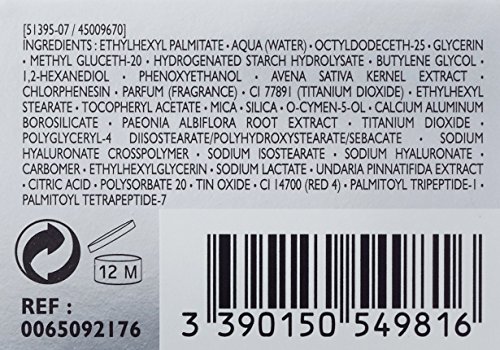 [51395-07 / 45009670]
INGREDIENTS : ETHYLHEXYL PALMITATE • AQUA (WATER) • OCTYLDODECETH-25 • GLYCERIN
• METHYL GLUCETH-20 • HYDROGENATED STARCH HYDROLYSATE • BUTYLENE GLYCOL •
1,2-HEXANEDIOL • PHENOXYETHANOL • AVENA SATIVA KERNEL EXTRACT •
CHLORPHENESIN • PARFUM (FRAGRANCE) • CI 77891 (TITANIUM DIOXIDE) • ETHYLHEXYL
STEARATE • TOCOPHERYL ACETATE • MICA • SILICA • O-CYMEN-5-OL • CALCIUM ALUMINUM
BOROSILICATE • PAEONIA ALBIFLORA ROOT EXTRACT • TITANIUM DIOXIDE •
POLYGLYCERYL-4 DIISOSTEARATE/POLYHYDROXYSTEARATE/SEBACATE • SODIUM
HYALURONATE CROSSPOLYMER • SODIUM ISOSTEARATE • SODIUM HYALURONATE •
CARBOMER • ETHYLHEXYLGLYCERIN • SODIUM LACTATE • UNDARIA PINNATIFIDA EXTRACT
• CITRIC ACID • POLYSORBATE 20 • TIN OXIDE • CI 14700 (RED 4) • PALMITOYL TRIPEPTIDE-1 •
PALMITOYL TETRAPEPTIDE-7
12 M
REF :
0065092176
3 390150 549816